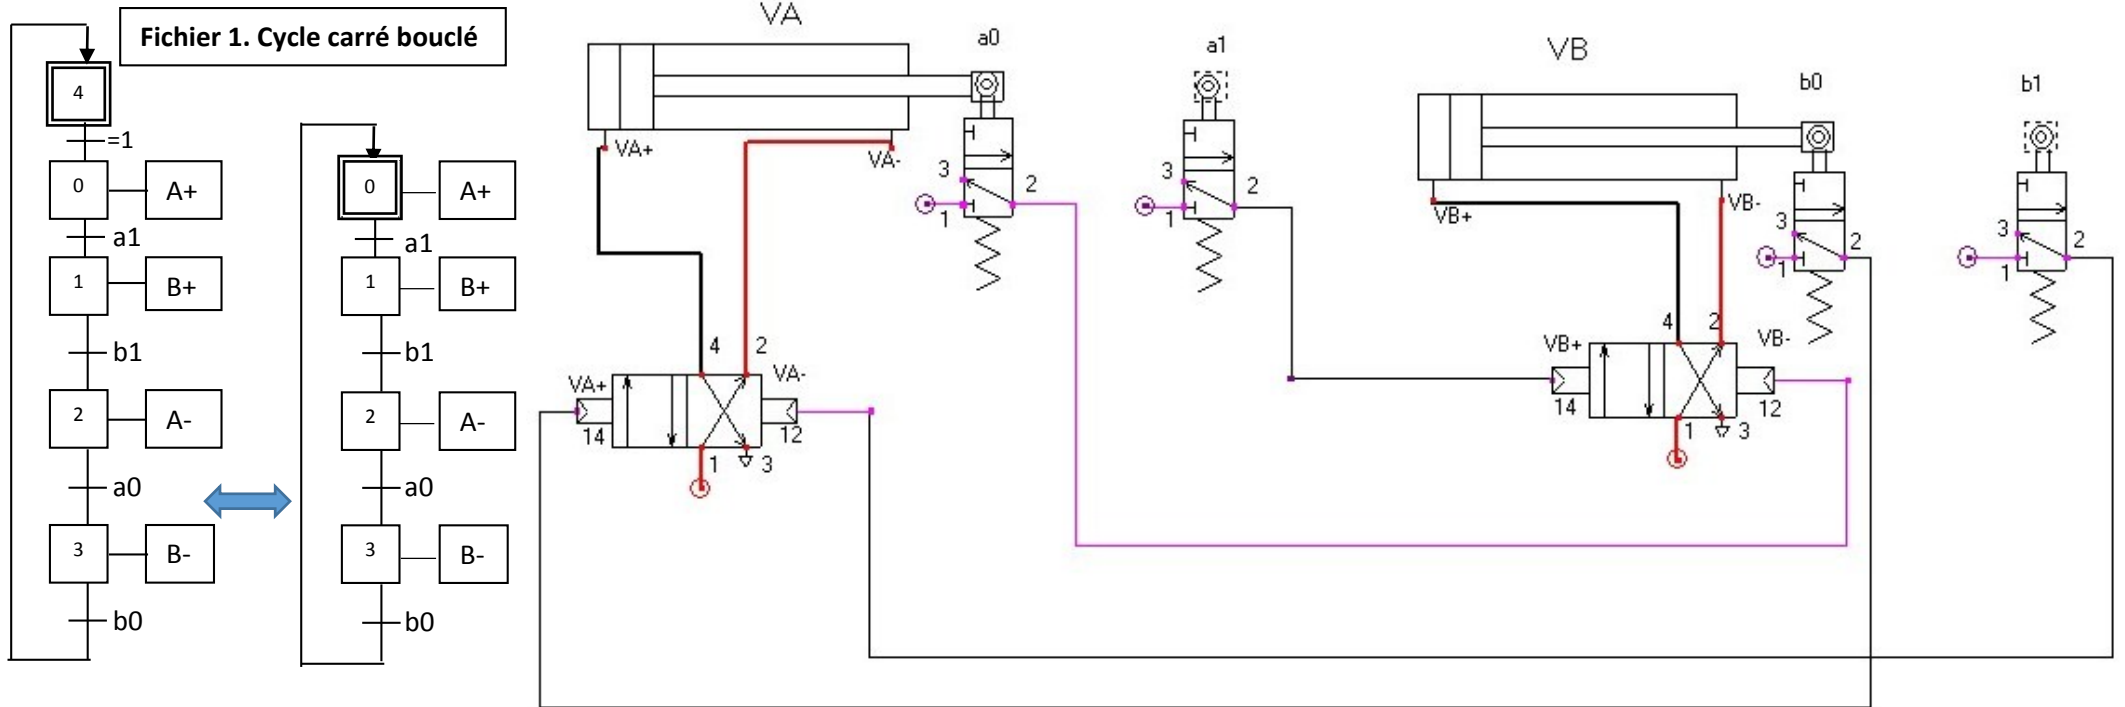 Fichier 1. Cycle carré bouclé
4
=1
0
A+
a1
1
B+
b1
2
A-
a0
3
B-
b0
0
A+
a1
1
B+
b1
2
A-
a0
3
B-
b0
VA
VA+
VA-
a0
3
2
1
a1
3
2
1
VB
VB+
VB-
b0
3
2
1
b1
3
2
1
4
2
VA+
VA-
14
12
1
3
4
2
VB+
VB-
14
12
1
3